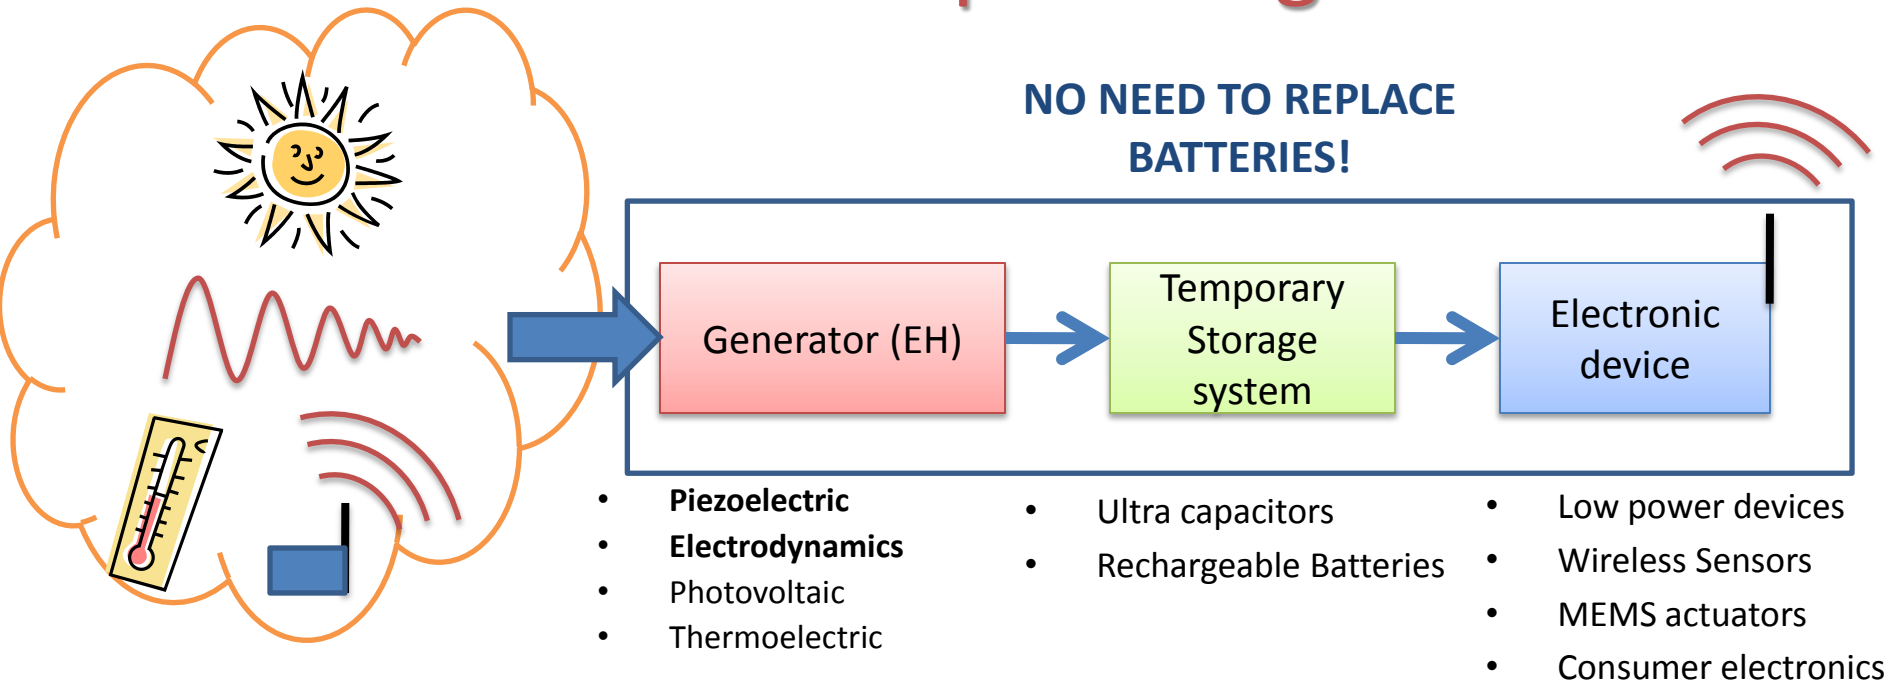 NO NEED TO REPLACE
BATTERIES!
Generator (EH)
Temporary
Storage
system
Electronic
device
• Piezoelectric
• Electrodynamics
• Photovoltaic
• Thermoelectric
• Ultra capacitors
• Rechargeable Batteries
• Low power devices
• Wireless Sensors
• MEMS actuators
• Consumer electronics